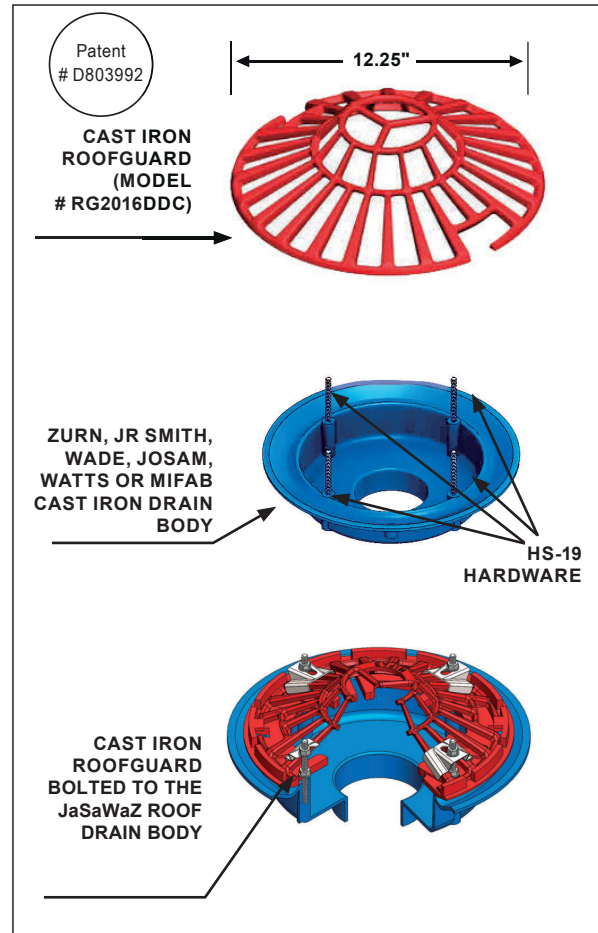 Patent
# D803992
12.25"
CAST IRON
ROOFGUARD
(MODEL
# RG2016DDC)
ZURN, JR SMITH,
WADE, JOSAM,
WATTS OR MIFAB
CAST IRON DRAIN
BODY
HS-19
HARDWARE
CAST IRON
ROOFGUARD
BOLTED TO THE
JaSaWaZ ROOF
DRAIN BODY